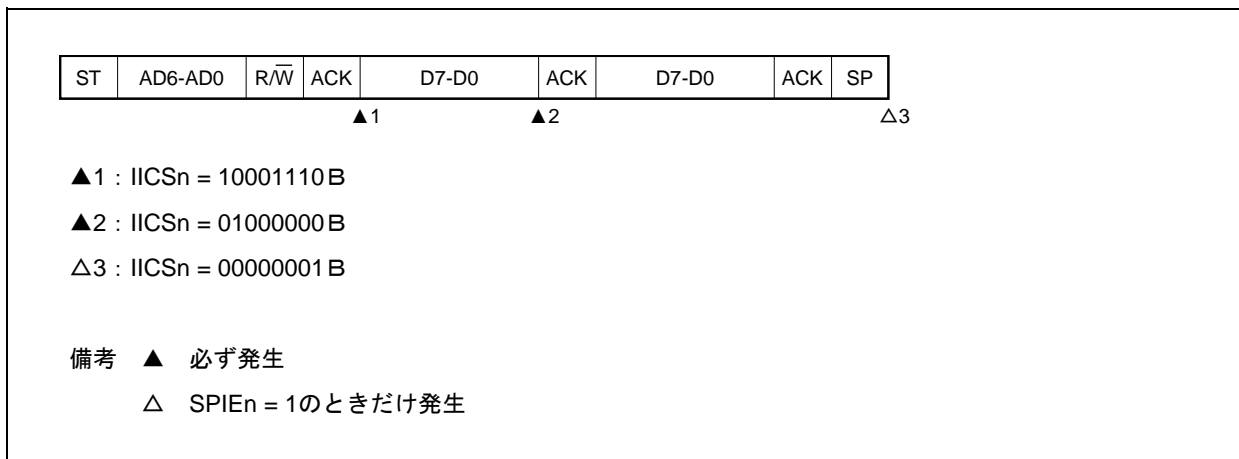 ST AD6-AD0 R/W̅ ACK D7-D0 ACK D7-D0 ACK SP
▲1 ▲2 △3
▲1：IICSn = 10001110B
▲2：IICSn = 01000000B
△3：IICSn = 00000001B
備考 ▲ 必ず発生
△ SPIEn = 1のときだけ発生